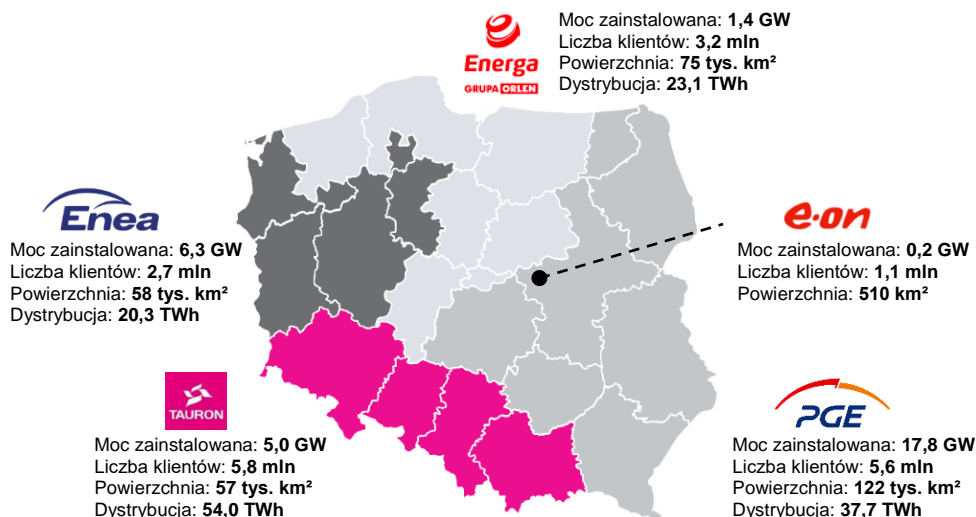 Energa
GRUPA ORLEN
Moc zainstalowana: 1,4 GW
Liczba klientów: 3,2 mln
Powierzchnia: 75 tys. km²
Dystrybucja: 23,1 TWh
Enea
Moc zainstalowana: 6,3 GW
Liczba klientów: 2,7 mln
Powierzchnia: 58 tys. km²
Dystrybucja: 20,3 TWh
e·on
Moc zainstalowana: 0,2 GW
Liczba klientów: 1,1 mln
Powierzchnia: 510 km²
TAURON
Moc zainstalowana: 5,0 GW
Liczba klientów: 5,8 mln
Powierzchnia: 57 tys. km²
Dystrybucja: 54,0 TWh
PGE
Moc zainstalowana: 17,8 GW
Liczba klientów: 5,6 mln
Powierzchnia: 122 tys. km²
Dystrybucja: 37,7 TWh